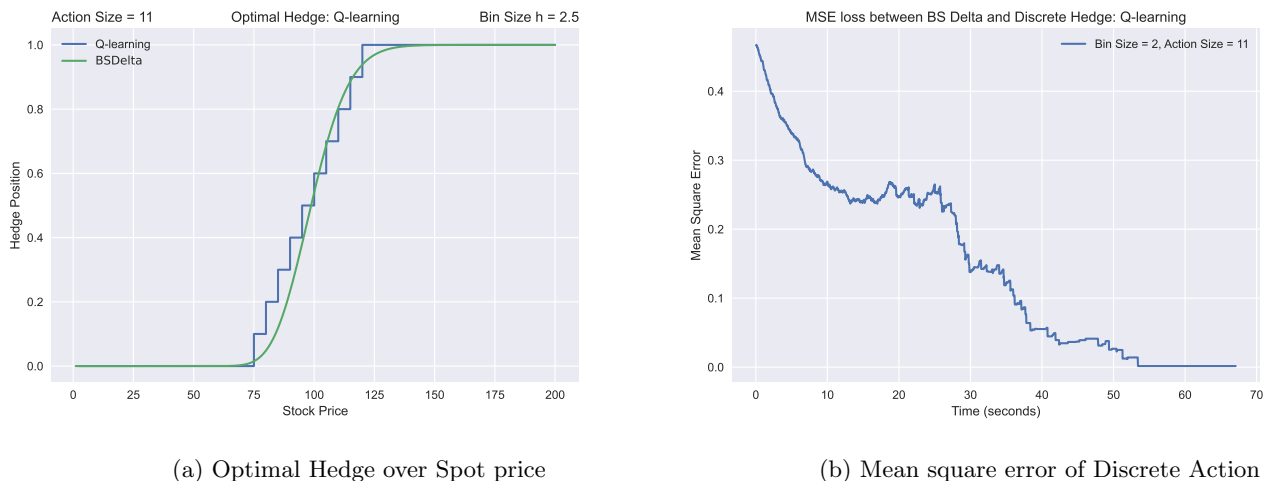 Action Size = 11 Optimal Hedge: Q-learning Bin Size h = 2.5
Q-learning
BSDelta
1.0
0.8
0.6
0.4
0.2
0.0
Hedge Position
0 25 50 75 100 125 150 175 200
Stock Price
(a) Optimal Hedge over Spot price
MSE loss between BS Delta and Discrete Hedge: Q-learning
Bin Size = 2, Action Size = 11
0.4
0.3
0.2
0.1
0.0
Mean Square Error
0 10 20 30 40 50 60 70
Time (seconds)
(b) Mean square error of Discrete Action